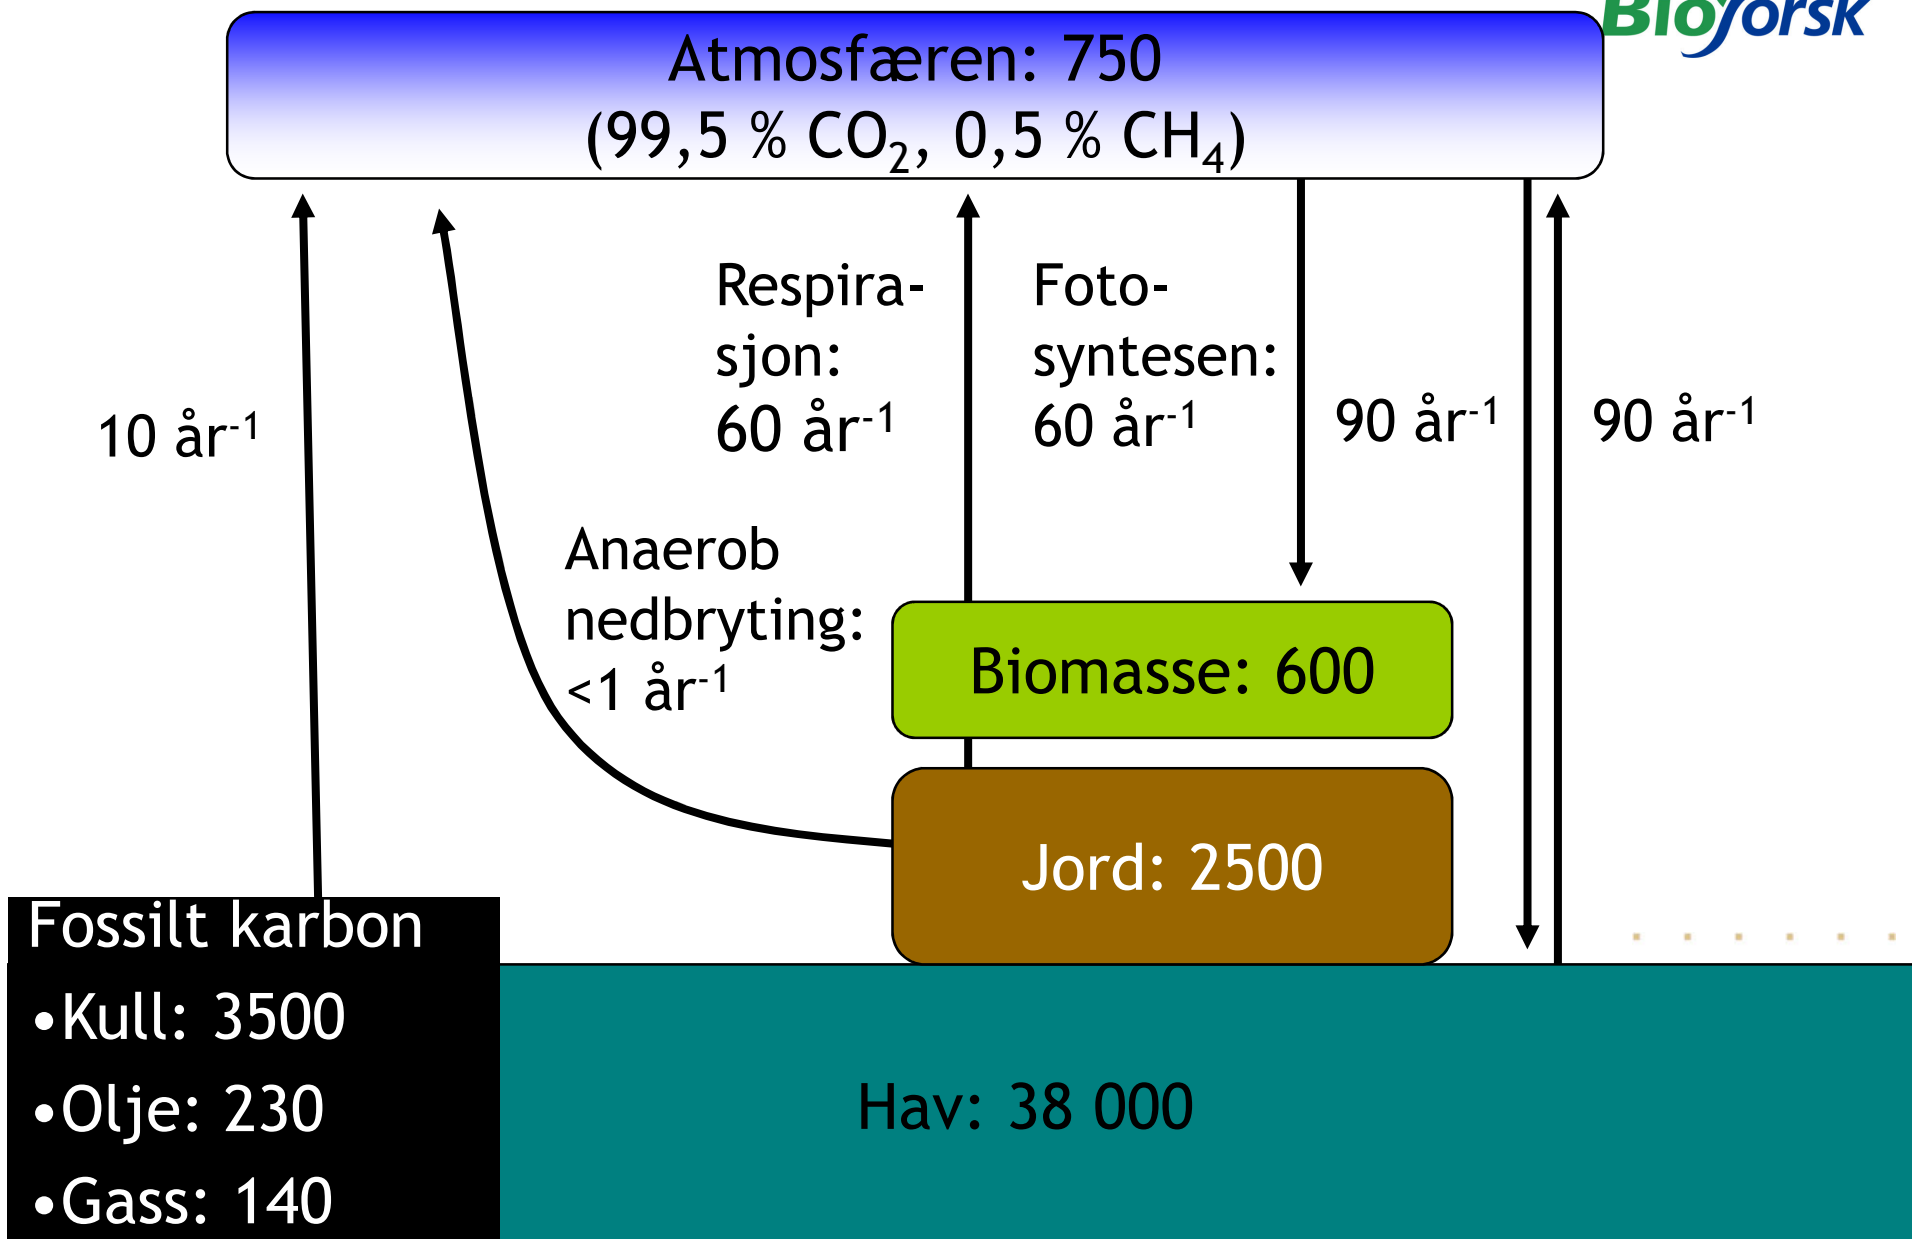 Bioforsk
Atmosfæren: 750
(99,5 % CO₂, 0,5 % CH₄)
Respira-
sjon:
60 år⁻¹
Foto-
syntesen:
60 år⁻¹
10 år⁻¹
90 år⁻¹
90 år⁻¹
Anaerob
nedbryting:
<1 år⁻¹
Biomasse: 600
Jord: 2500
Fossilt karbon
•Kull: 3500
•Olje: 230
•Gass: 140
Hav: 38 000